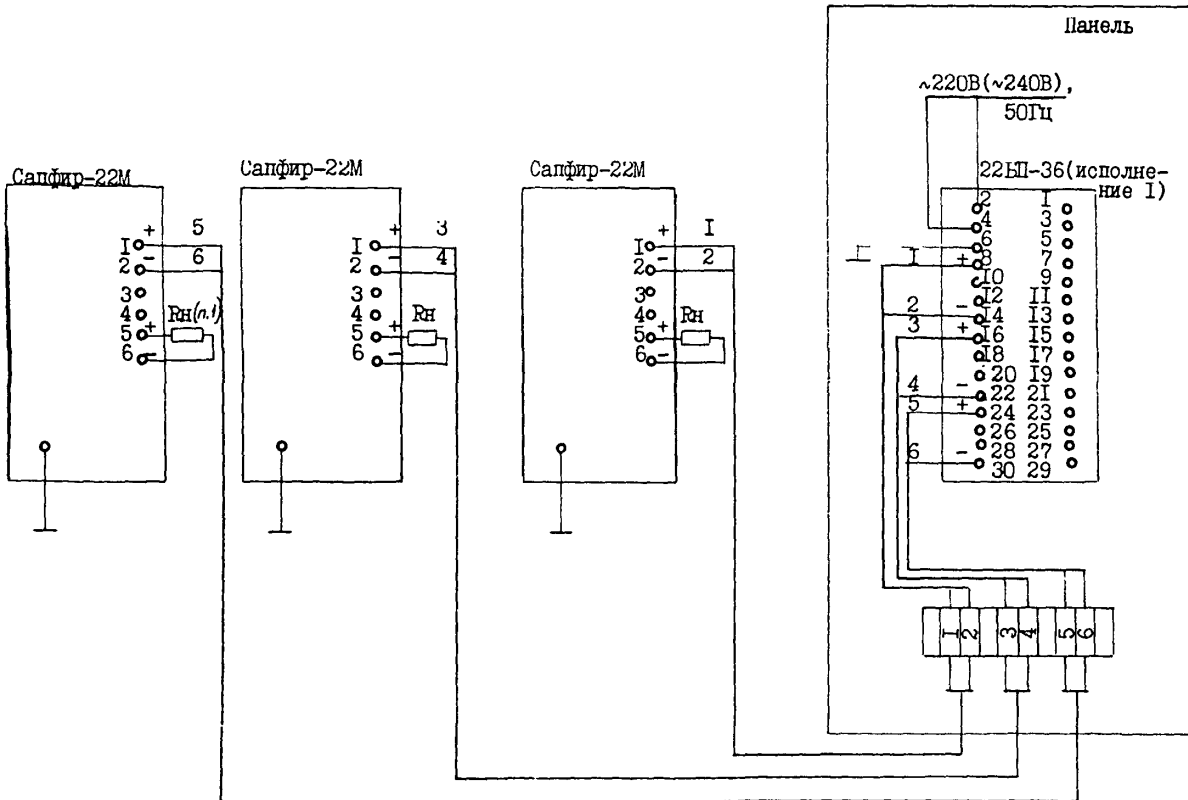 Панель
~220В(~240В),
50Гц
22БП-36(исполне-
ние I)
Сапфир-22М
Сапфир-22М
Сапфир-22М
+ 5
I
- 6
2
3
4
5 + Rн(п.1)
6 -
+ 3
I
- 4
2
3
4 Rн
5 +
6 -
+ I
I
- 2
2
3
4 Rн
5 +
6 -
2 I
4 3
6 5
I + 8 7
I0 9
2 - I2 II
I4 I3
3 + I6 I5
I8 I7
20 I9
4 - 22 2I
5 + 24 23
26 25
6 - 28 27
30 29
I 2 3 4 5 6